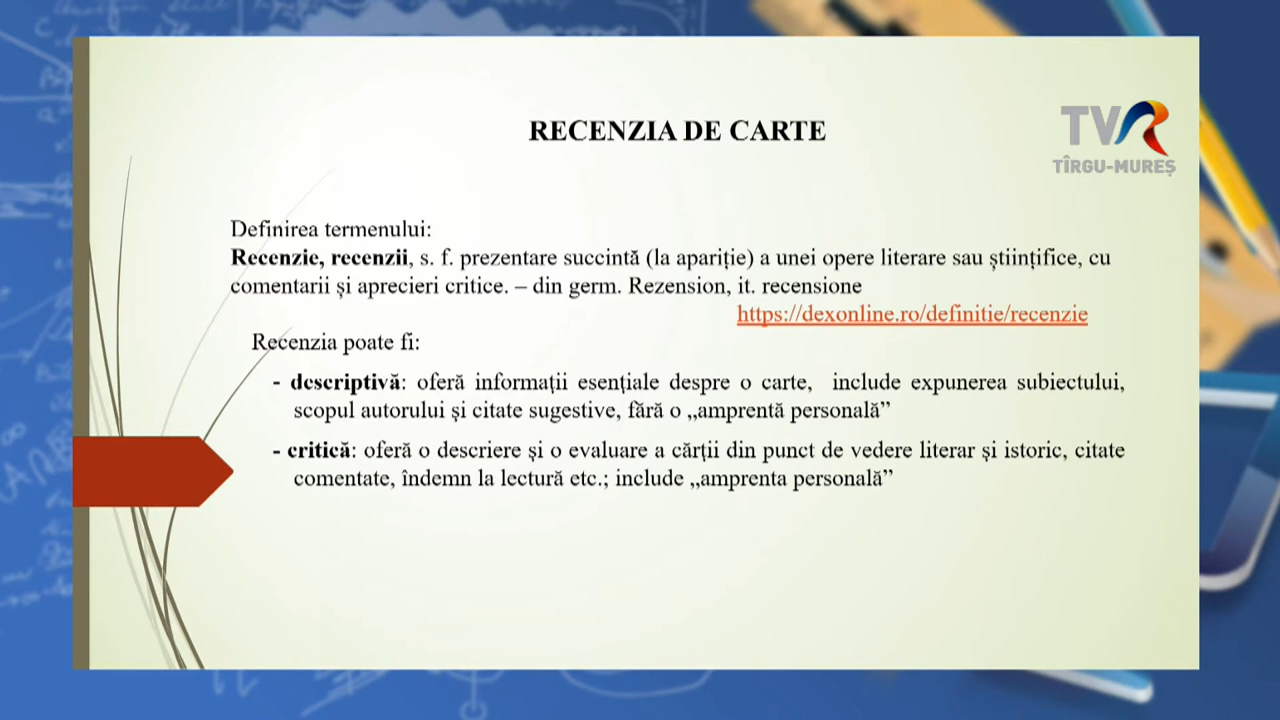 RECENZIA DE CARTE
TVR
TÎRGU-MUREȘ
Definirea termenului:
Recenzie, recenzii, s. f. prezentare succintă (la apariție) a unei opere literare sau științifice, cu
comentarii și aprecieri critice. – din germ. Rezension, it. recensione
https://dexonline.ro/definitie/recenzie
Recenzia poate fi:
- descriptivă: oferă informații esențiale despre o carte, include expunerea subiectului,
scopul autorului și citate sugestive, fără o „amprentă personală”
- critică: oferă o descriere și o evaluare a cărții din punct de vedere literar și istoric, citate
comentate, îndemn la lectură etc.; include „amprenta personală”